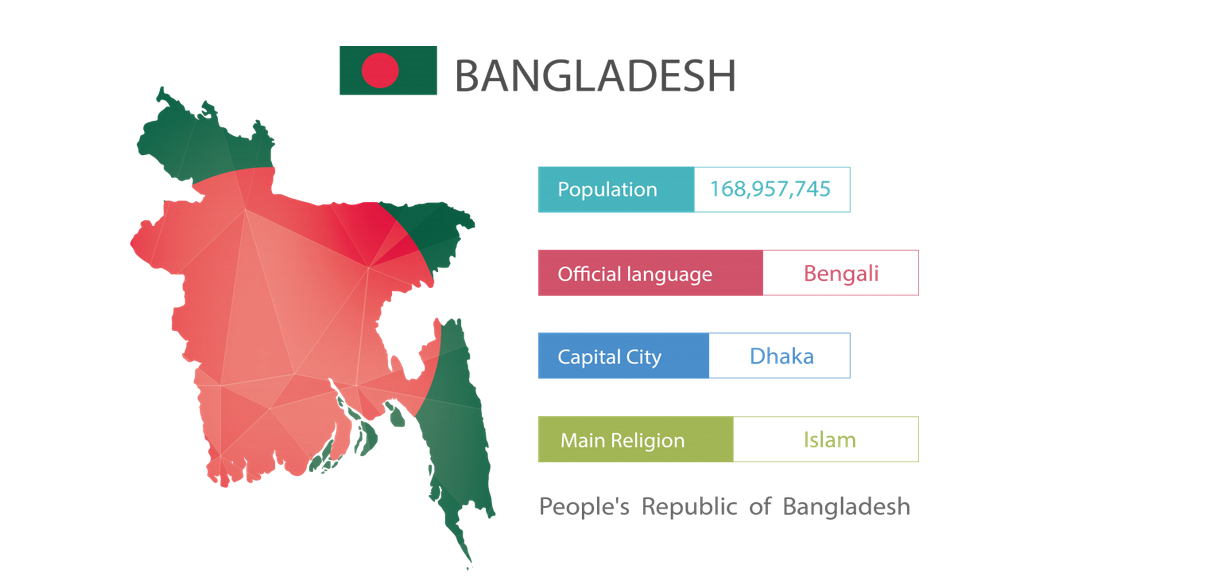 BANGLADESH
Population 168,957,745
Official language Bengali
Capital City Dhaka
Main Religion Islam
People's Republic of Bangladesh